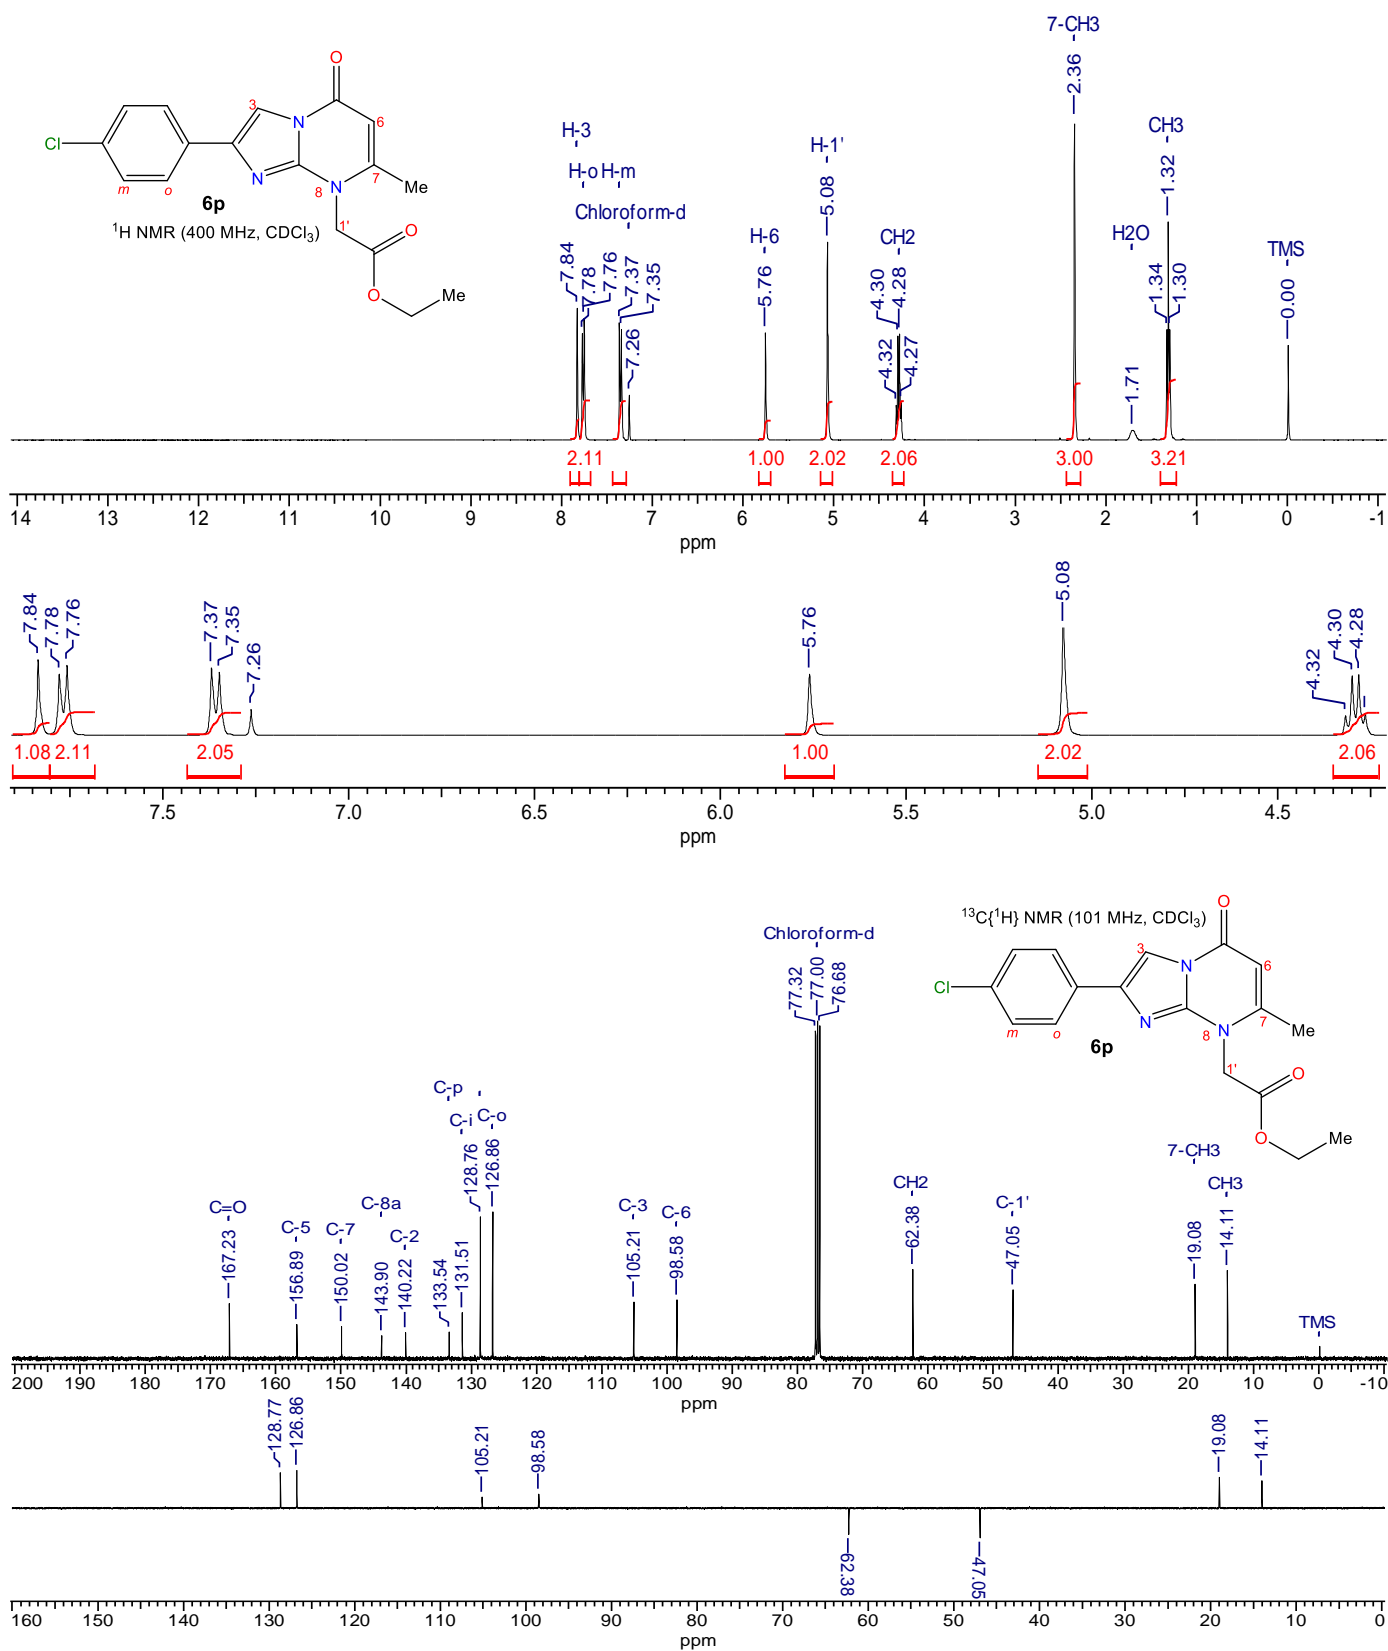 7-CH3
2.36
O
3
N
6
Cl
N
N
8
7
Me
m
o
6p
1'
O
O
Me
¹H NMR (400 MHz, CDCl₃)
H-3
H-o H-m
Chloroform-d
7.84
7.78
7.76
7.37
7.35
7.26
H-6
5.76
H-1'
5.08
CH2
4.32
4.30
4.28
4.27
H2O
1.71
CH3
1.34
1.32
1.30
TMS
0.00
2.11 1.00 2.02 2.06 3.00 3.21
14 13 12 11 10 9 8 7 6 5 4 3 2 1 0 -1
ppm
7.84
7.78
7.76
7.37
7.35
7.26
5.76
5.08
4.32
4.30
4.28
1.08 2.11 2.05 1.00 2.02 2.06
7.5 7.0 6.5 6.0 5.5 5.0 4.5
ppm
¹³C{¹H} NMR (101 MHz, CDCl₃)
O
3
N
6
Cl
N
N
8
7
Me
m
o
6p
1'
O
O
Me
Chloroform-d
77.32
77.00
76.68
C=O
167.23
C-5
156.89
C-7
150.02
C-8a
143.90
C-2
140.22
C-p
133.54
C-i
131.51
128.76
C-o
126.86
C-3
105.21
C-6
98.58
CH2
62.38
C-1'
47.05
7-CH3
19.08
CH3
14.11
TMS
200 190 180 170 160 150 140 130 120 110 100 90 80 70 60 50 40 30 20 10 0 -10
ppm
128.77
126.86
105.21
98.58
62.38
47.05
19.08
14.11
160 150 140 130 120 110 100 90 80 70 60 50 40 30 20 10 0
ppm